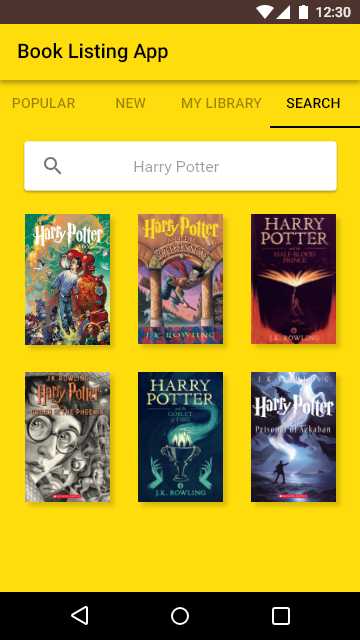 12:30
Book Listing App
POPULAR NEW MY LIBRARY SEARCH
Harry Potter
Harry Potter
Harry Potter
AND THE
SORCERER'S STONE
J.K. ROWLING
HARRY
POTTER
and the
HALF-BLOOD
PRINCE
J.K. ROWLING
J.K. ROWLING
Harry Potter
ORDER OF THE PHOENIX
HARRY
POTTER
and the
GOBLET
of FIRE
J.K. ROWLING
J. K. ROWLING
Harry Potter
Prisoner of Azkaban